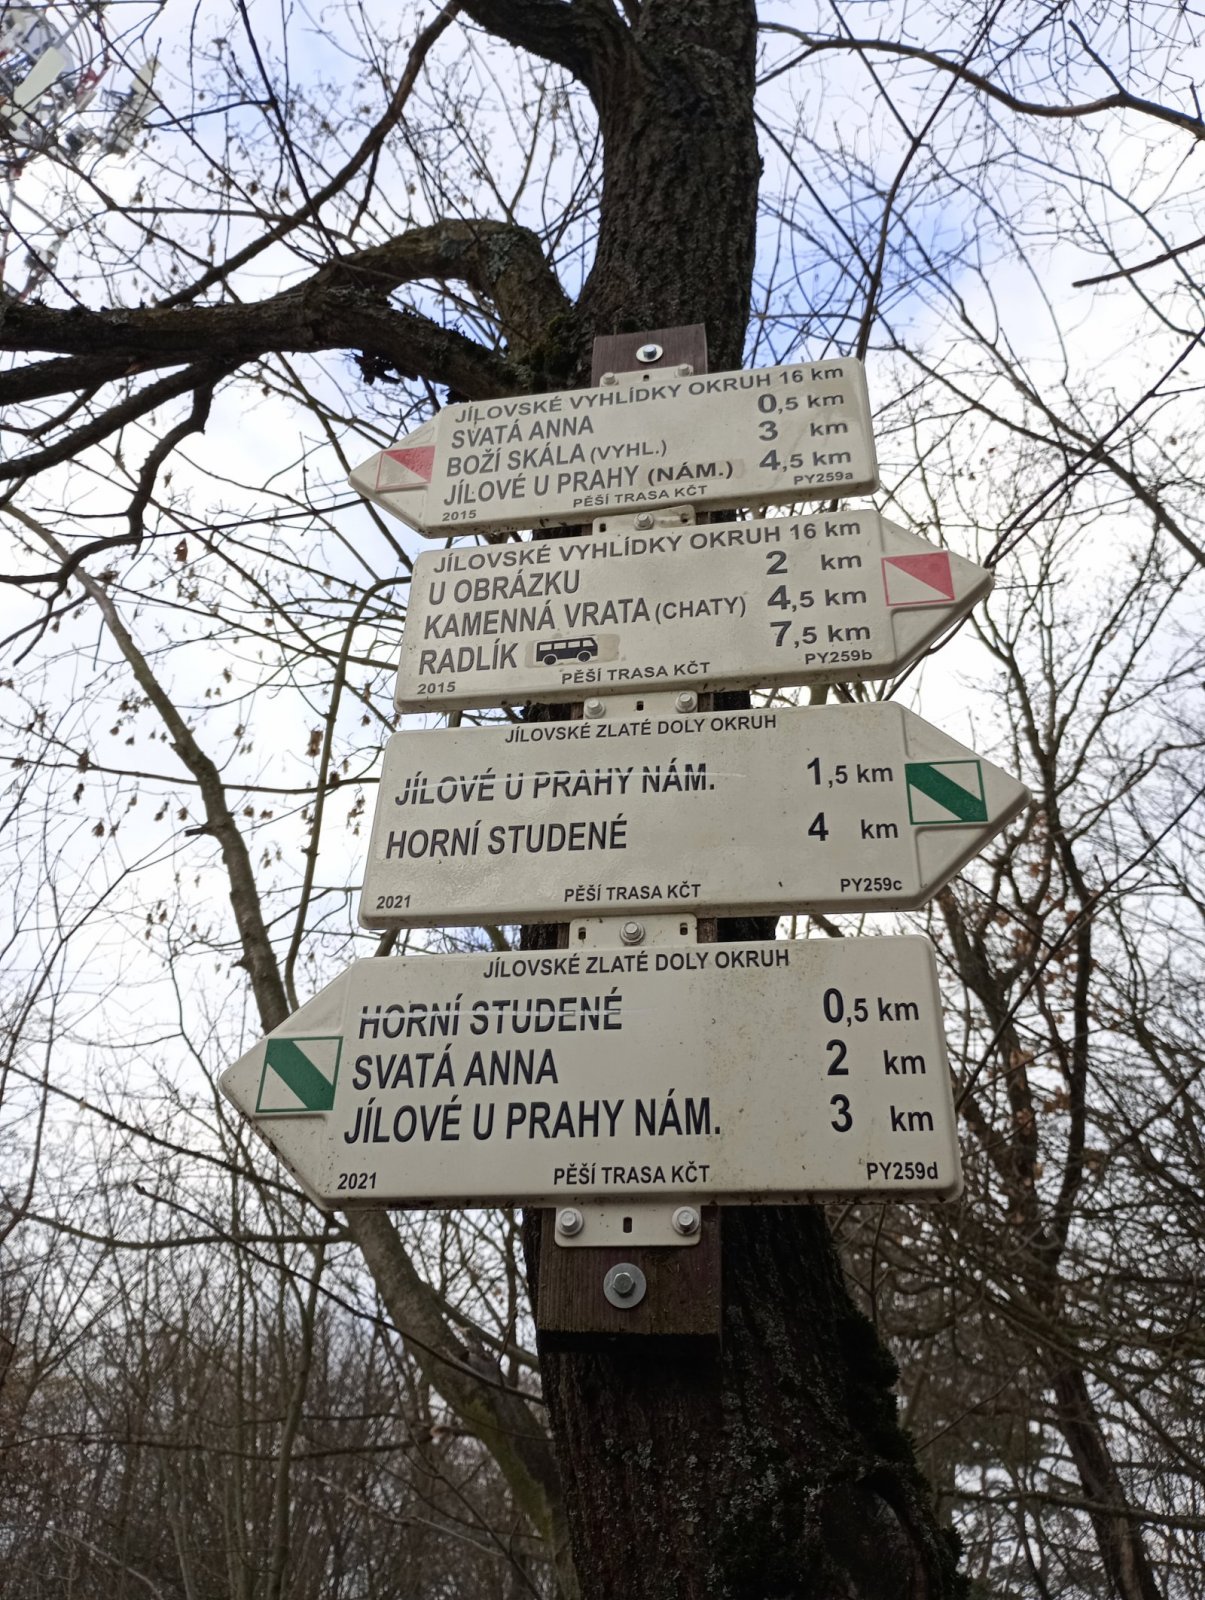 JÍLOVSKÉ VYHLÍDKY OKRUH 16 km
SVATÁ ANNA 0,5 km
BOŽÍ SKÁLA (VYHL.) 3 km
JÍLOVÉ U PRAHY (NÁM.) 4,5 km
2015 PĚŠÍ TRASA KČT PY259a
JÍLOVSKÉ VYHLÍDKY OKRUH 16 km
U OBRÁZKU 2 km
KAMENNÁ VRATA (CHATY) 4,5 km
RADLÍK 7,5 km
2015 PĚŠÍ TRASA KČT PY259b
JÍLOVSKÉ ZLATÉ DOLY OKRUH
JÍLOVÉ U PRAHY NÁM. 1,5 km
HORNÍ STUDENÉ 4 km
2021 PĚŠÍ TRASA KČT PY259c
JÍLOVSKÉ ZLATÉ DOLY OKRUH
HORNÍ STUDENÉ 0,5 km
SVATÁ ANNA 2 km
JÍLOVÉ U PRAHY NÁM. 3 km
2021 PĚŠÍ TRASA KČT PY259d